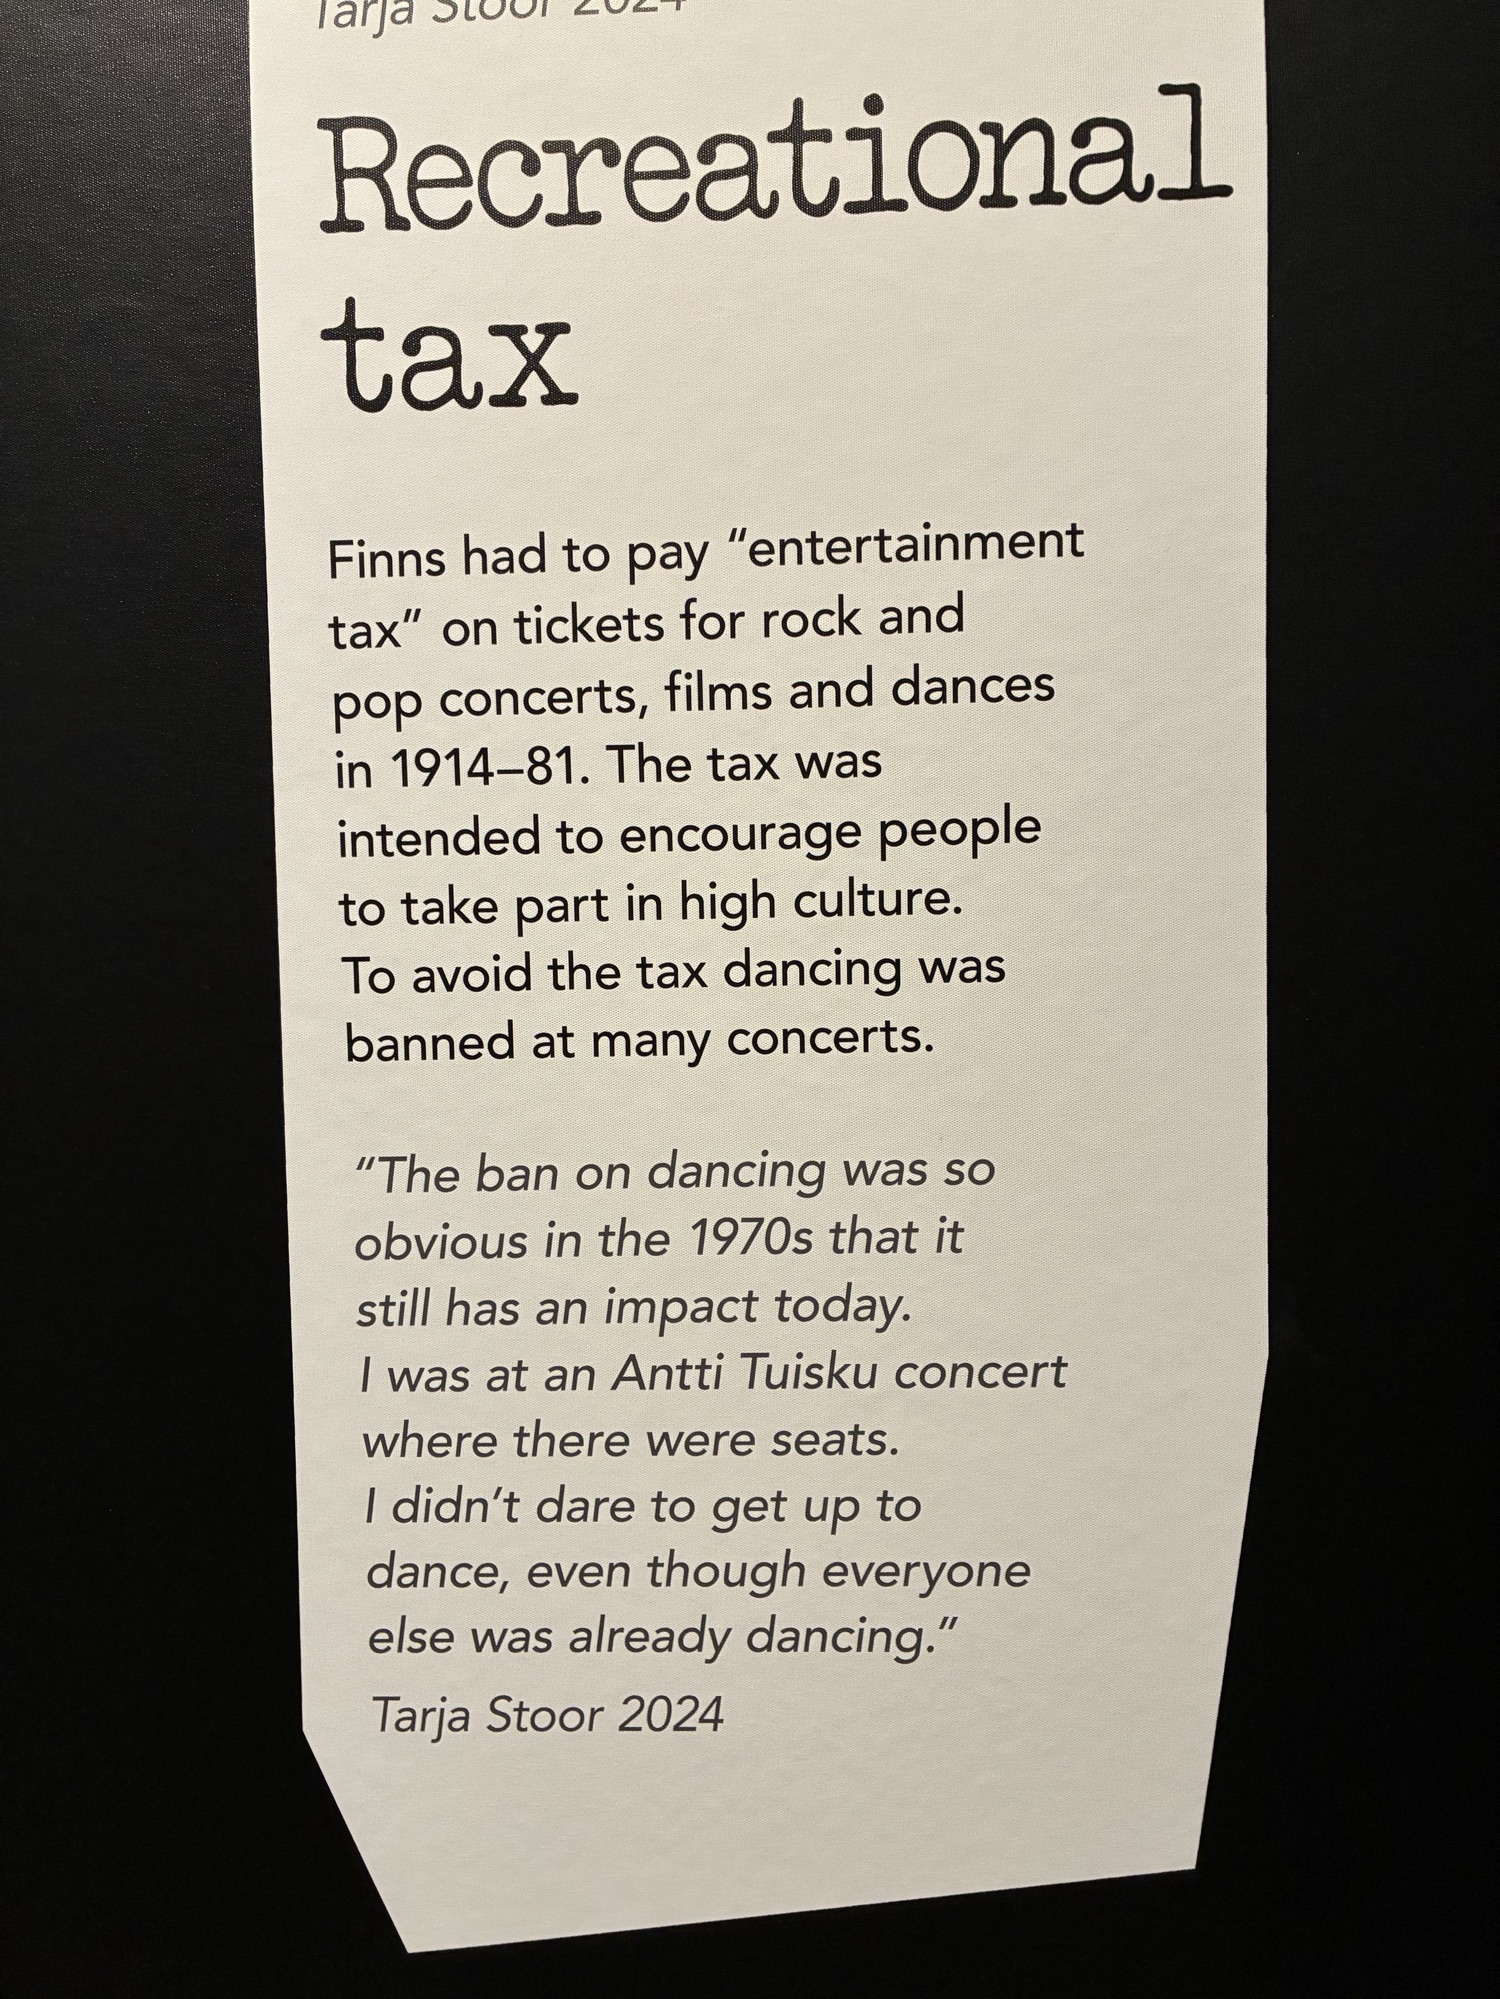 Tarja Stoor 2024
Recreational
tax
Finns had to pay “entertainment
tax” on tickets for rock and
pop concerts, films and dances
in 1914–81. The tax was
intended to encourage people
to take part in high culture.
To avoid the tax dancing was
banned at many concerts.
“The ban on dancing was so
obvious in the 1970s that it
still has an impact today.
I was at an Antti Tuisku concert
where there were seats.
I didn’t dare to get up to
dance, even though everyone
else was already dancing.”
Tarja Stoor 2024